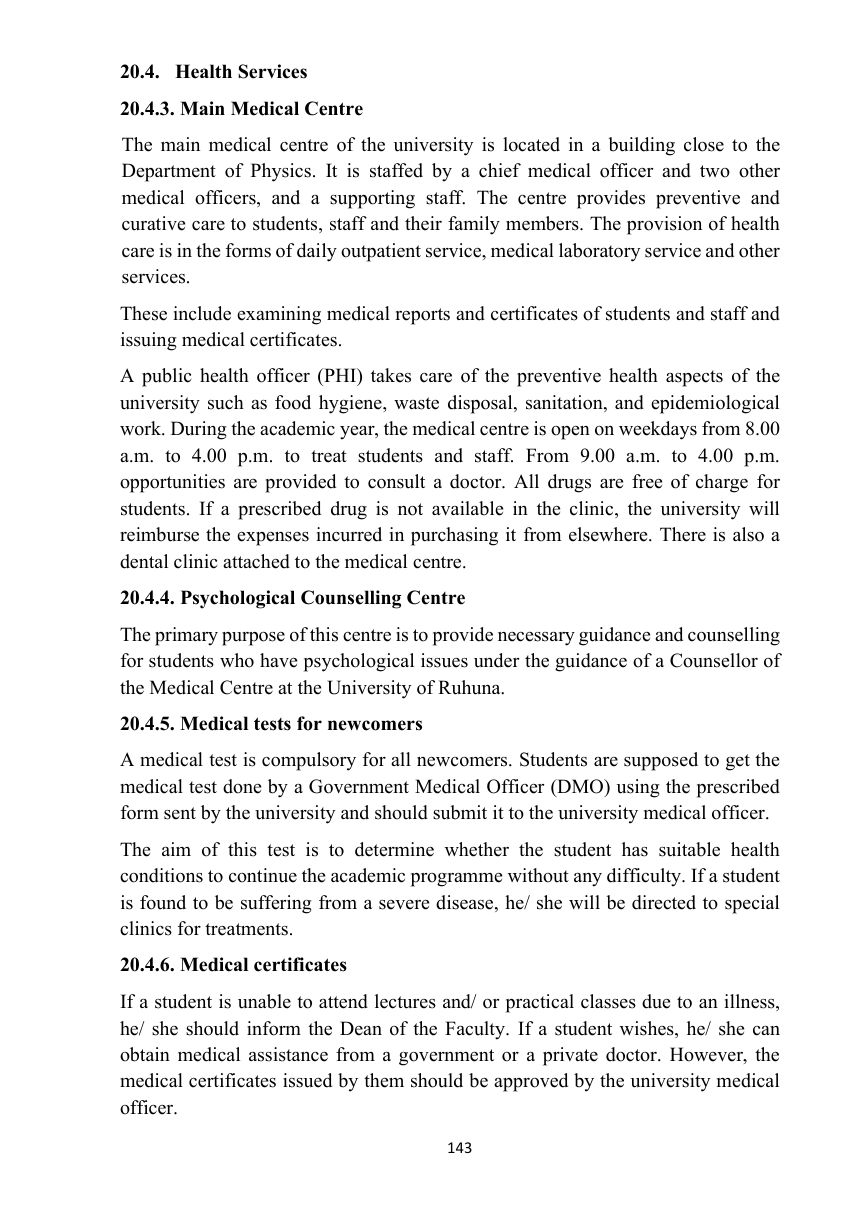 20.4. Health Services
20.4.3. Main Medical Centre
The main medical centre of the university is located in a building close to the
Department of Physics. It is staffed by a chief medical officer and two other
medical officers, and a supporting staff. The centre provides preventive and
curative care to students, staff and their family members. The provision of health
care is in the forms of daily outpatient service, medical laboratory service and other
services.
These include examining medical reports and certificates of students and staff and
issuing medical certificates.
A public health officer (PHI) takes care of the preventive health aspects of the
university such as food hygiene, waste disposal, sanitation, and epidemiological
work. During the academic year, the medical centre is open on weekdays from 8.00
a.m. to 4.00 p.m. to treat students and staff. From 9.00 a.m. to 4.00 p.m.
opportunities are provided to consult a doctor. All drugs are free of charge for
students. If a prescribed drug is not available in the clinic, the university will
reimburse the expenses incurred in purchasing it from elsewhere. There is also a
dental clinic attached to the medical centre.
20.4.4. Psychological Counselling Centre
The primary purpose of this centre is to provide necessary guidance and counselling
for students who have psychological issues under the guidance of a Counsellor of
the Medical Centre at the University of Ruhuna.
20.4.5. Medical tests for newcomers
A medical test is compulsory for all newcomers. Students are supposed to get the
medical test done by a Government Medical Officer (DMO) using the prescribed
form sent by the university and should submit it to the university medical officer.
The aim of this test is to determine whether the student has suitable health
conditions to continue the academic programme without any difficulty. If a student
is found to be suffering from a severe disease, he/ she will be directed to special
clinics for treatments.
20.4.6. Medical certificates
If a student is unable to attend lectures and/ or practical classes due to an illness,
he/ she should inform the Dean of the Faculty. If a student wishes, he/ she can
obtain medical assistance from a government or a private doctor. However, the
medical certificates issued by them should be approved by the university medical
officer.
143